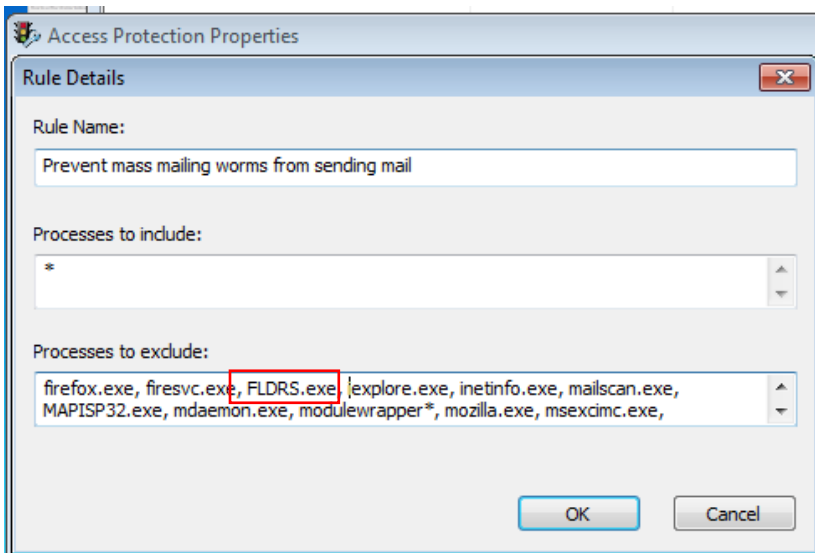 Access Protection Properties
Rule Details
Rule Name:
Prevent mass mailing worms from sending mail
Processes to include:
*
Processes to exclude:
firefox.exe, firesvc.exe, FLDRS.exe, iexplore.exe, inetinfo.exe, mailscan.exe,
MAPISP32.exe, mdaemon.exe, modulewrapper*, mozilla.exe, msexcimc.exe,
OK
Cancel